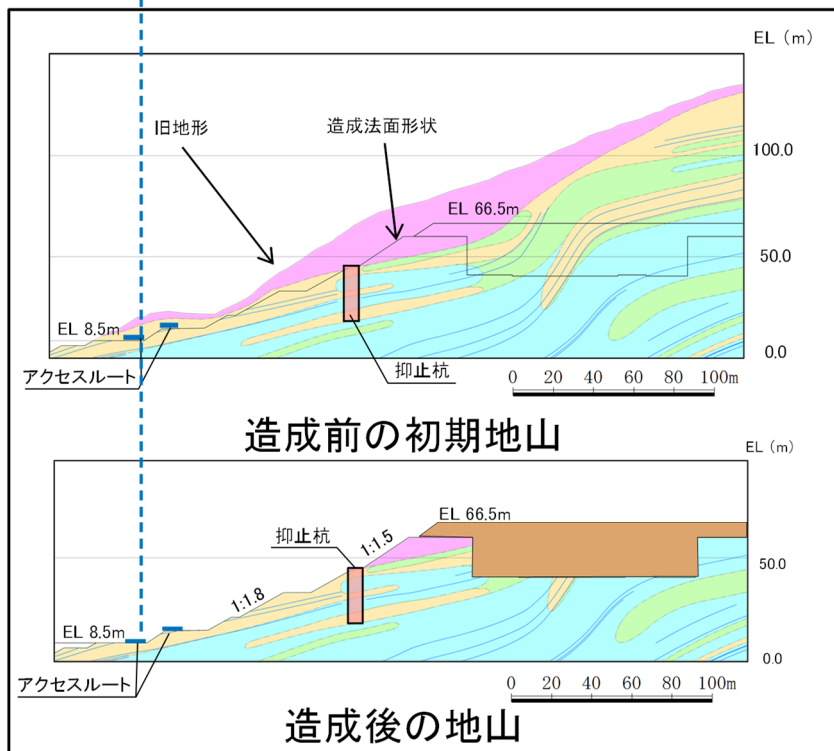 EL（m）
旧地形
造成法面形状
100.0
EL 66.5m
50.0
EL 8.5m
0.0
アクセスルート
抑止杭
0 20 40 60 80 100m
造成前の初期地山
EL（m）
EL 66.5m
抑止杭
1:1.5
50.0
1:1.8
EL 8.5m
0.0
アクセスルート
0 20 40 60 80 100m
造成後の地山